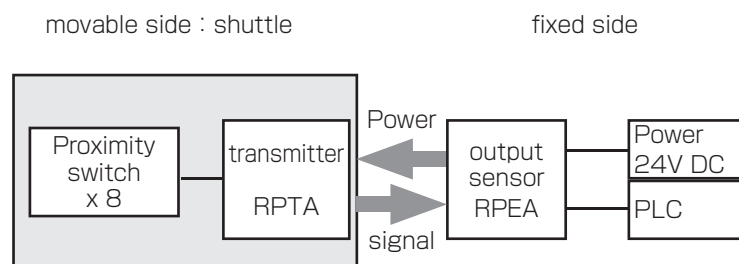 movable side : shuttle
fixed side
Proximity
switch
x 8
transmitter
RPTA
Power
signal
output
sensor
RPEA
Power
24V DC
PLC